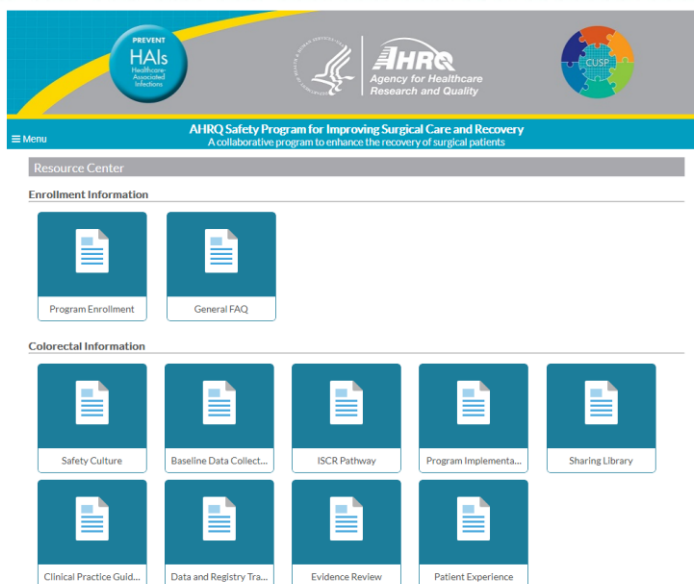 PREVENT
HAIs
Healthcare-
Associated
Infections
AHRQ
Agency for Healthcare
Research and Quality
CUSP
Menu
AHRQ Safety Program for Improving Surgical Care and Recovery
A collaborative program to enhance the recovery of surgical patients
Resource Center
Enrollment Information
Program Enrollment
General FAQ
Colorectal Information
Safety Culture
Baseline Data Collect...
ISCR Pathway
Program Implementa...
Sharing Library
Clinical Practice Guid...
Data and Registry Tra...
Evidence Review
Patient Experience